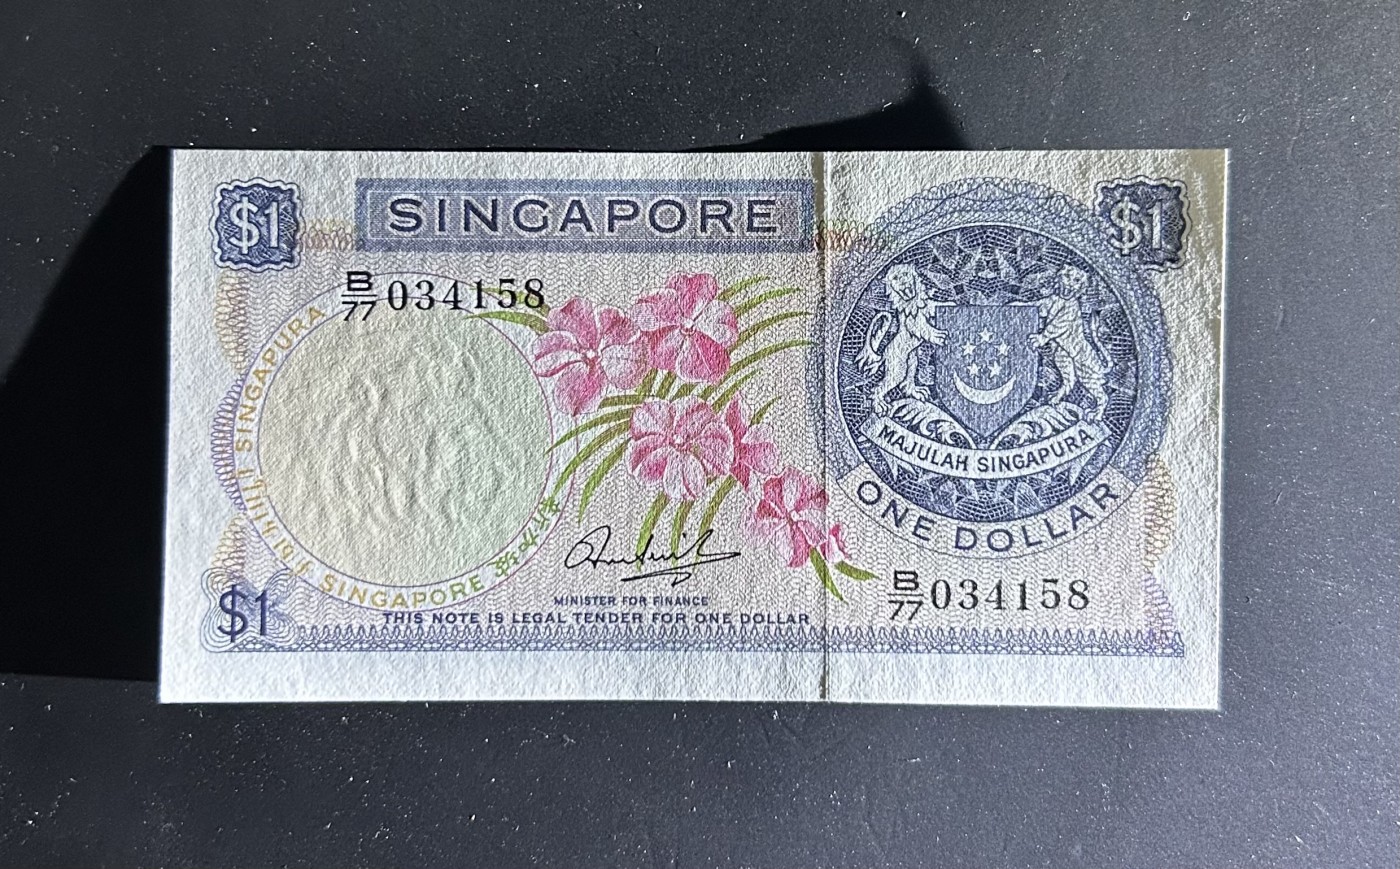 $1
SINGAPORE
$1
B/77 034158
SINGAPURA
SINGAPORE
新加坡
MAJULAH SINGAPURA
ONE DOLLAR
B/77 034158
MINISTER FOR FINANCE
$1
THIS NOTE IS LEGAL TENDER FOR ONE DOLLAR